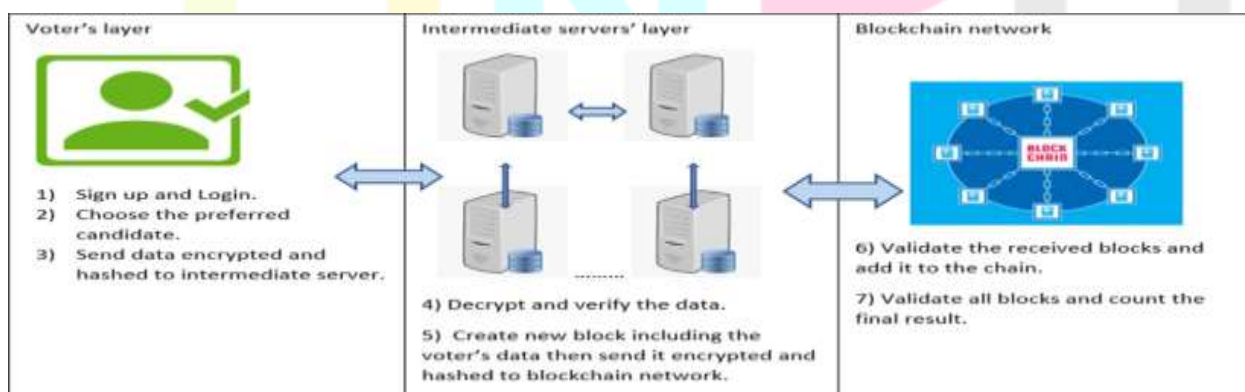 Voter's layer
1) Sign up and Login.
2) Choose the preferred
candidate.
3) Send data encrypted and
hashed to intermediate server.
Intermediate servers' layer
.........
4) Decrypt and verify the data.
5) Create new block including the
voter's data then send it encrypted and
hashed to blockchain network.
Blockchain network
BLOCK
CHAIN
6) Validate the received blocks and
add it to the chain.
7) Validate all blocks and count the
final result.